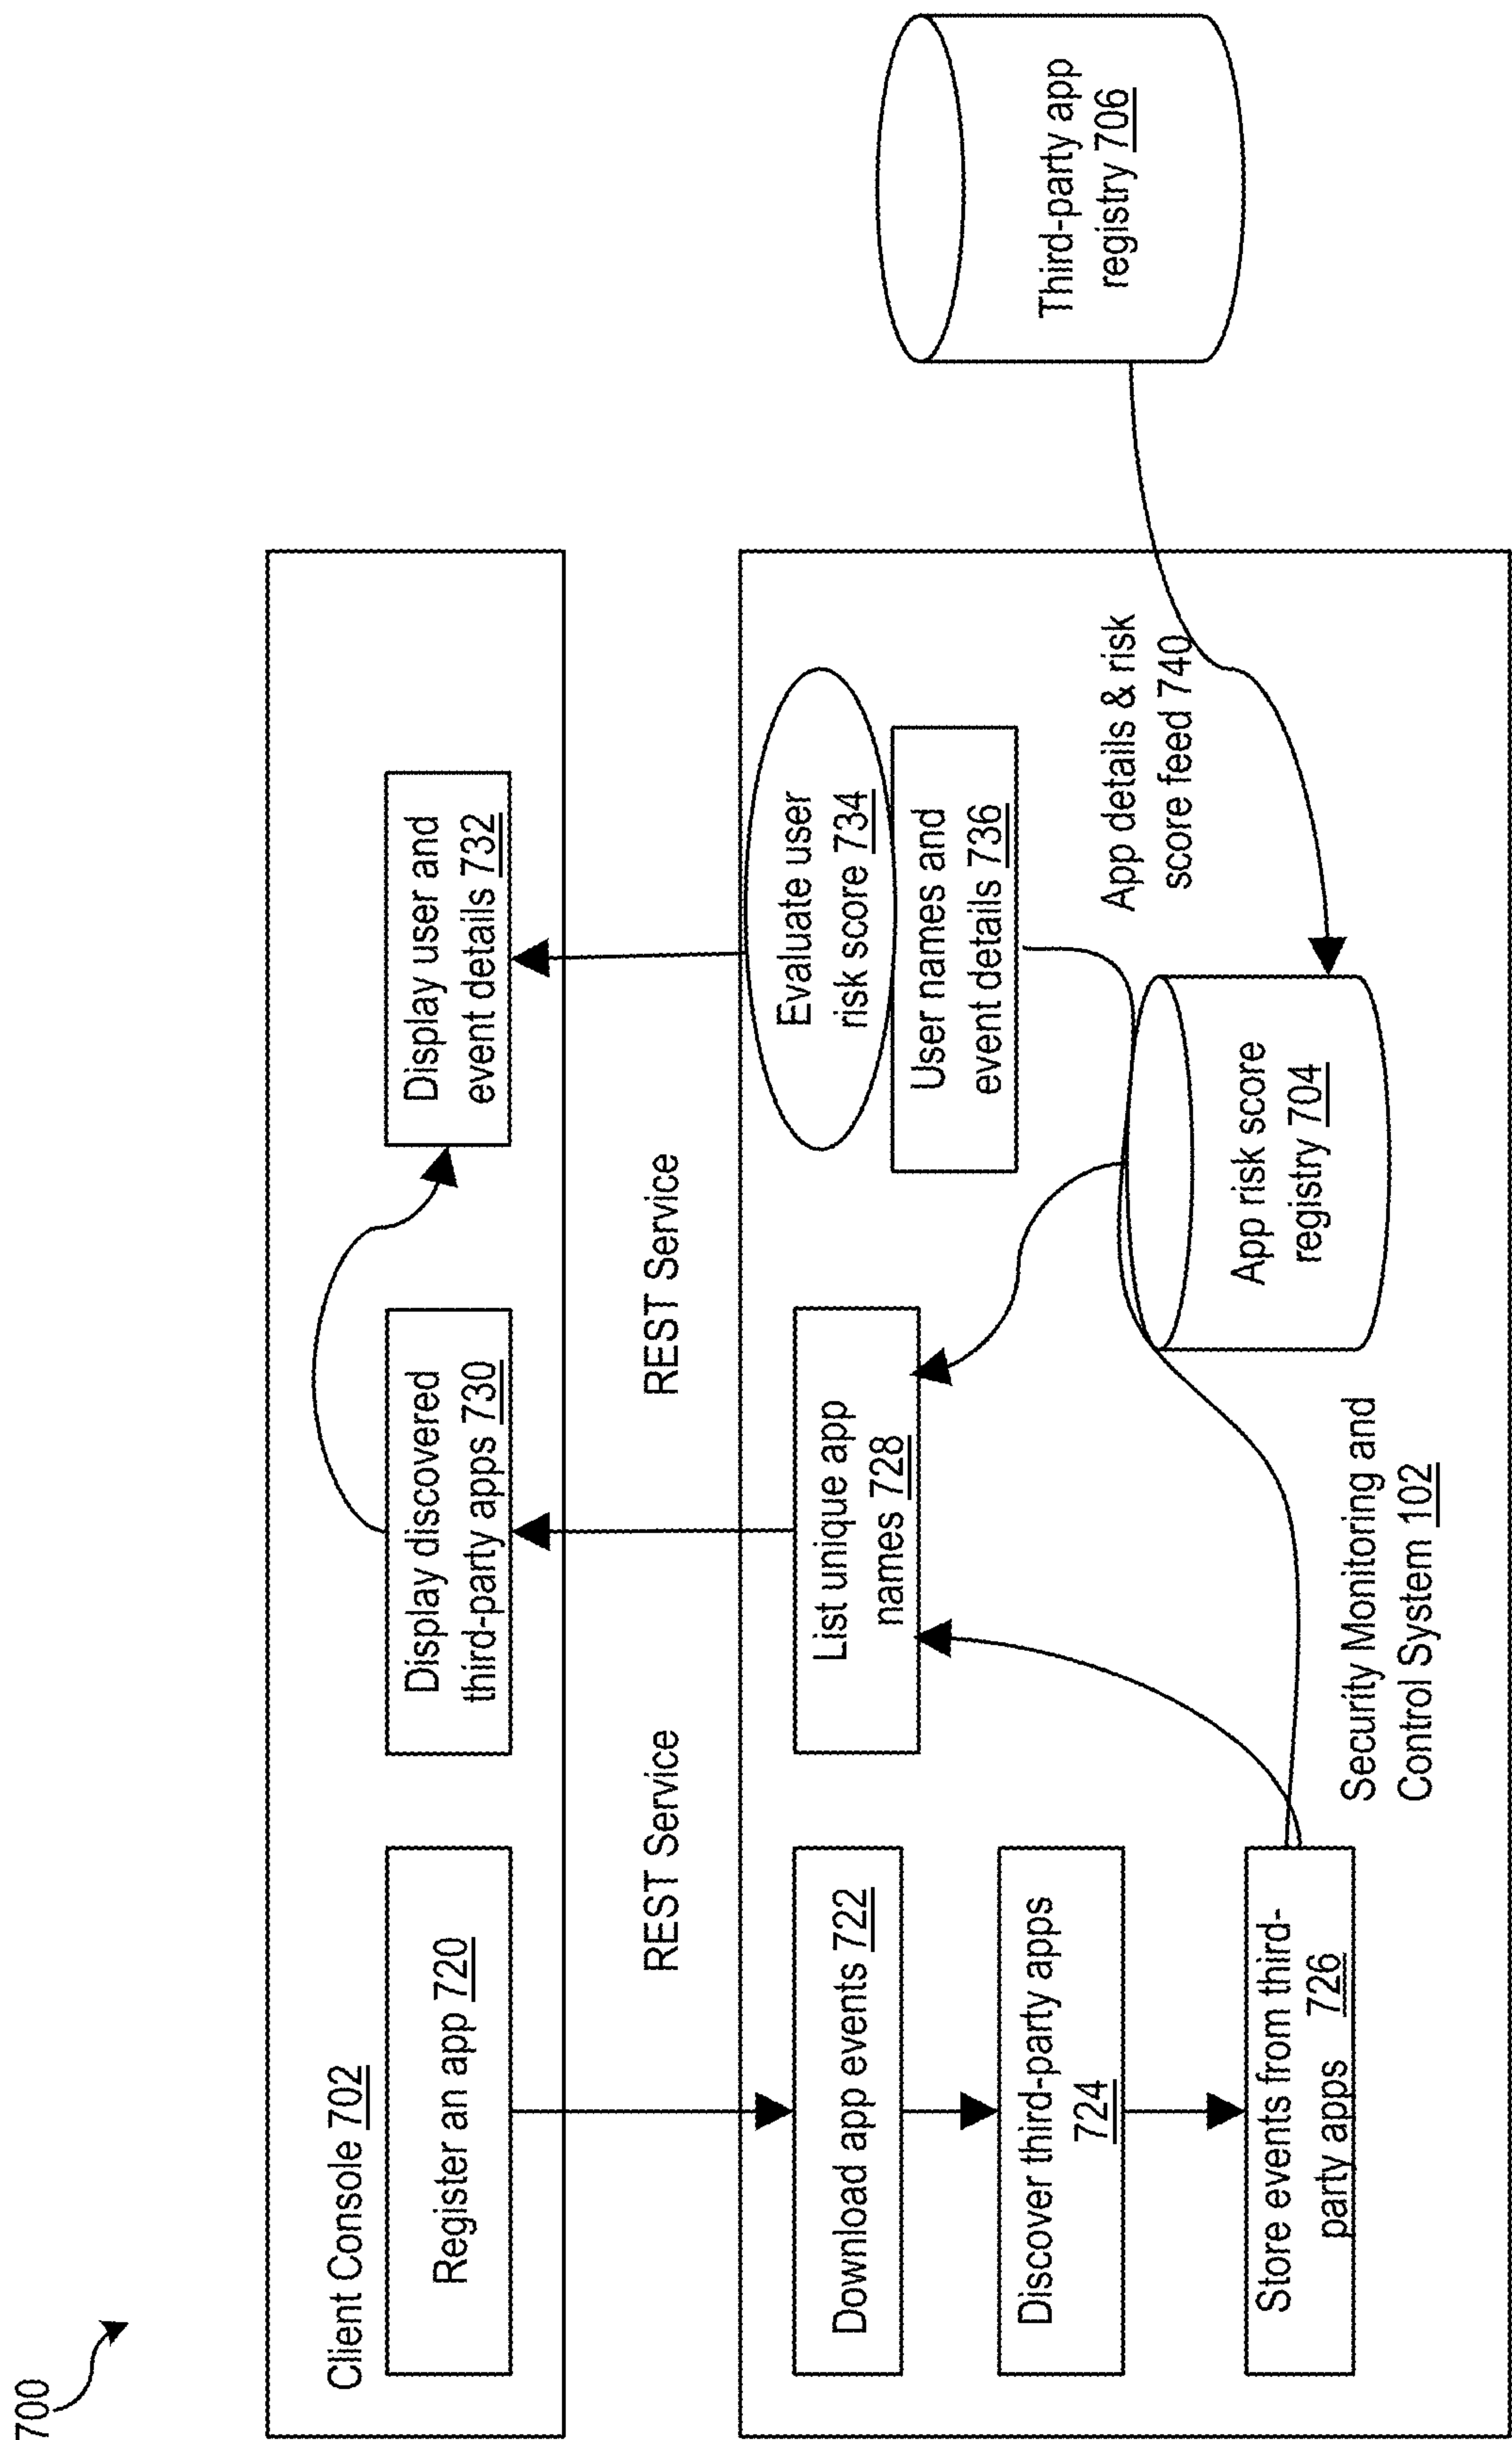 700
Client Console 702
Register an app 720
Display discovered
third-party apps 730
Display user and
event details 732
REST Service
REST Service
Download app events 722
Discover third-party apps
724
Store events from third-
party apps 726
List unique app
names 728
Evaluate user
risk score 734
User names and
event details 736
App details & risk
score feed 740
App risk score
registry 704
Security Monitoring and
Control System 102
Third-party app
registry 706